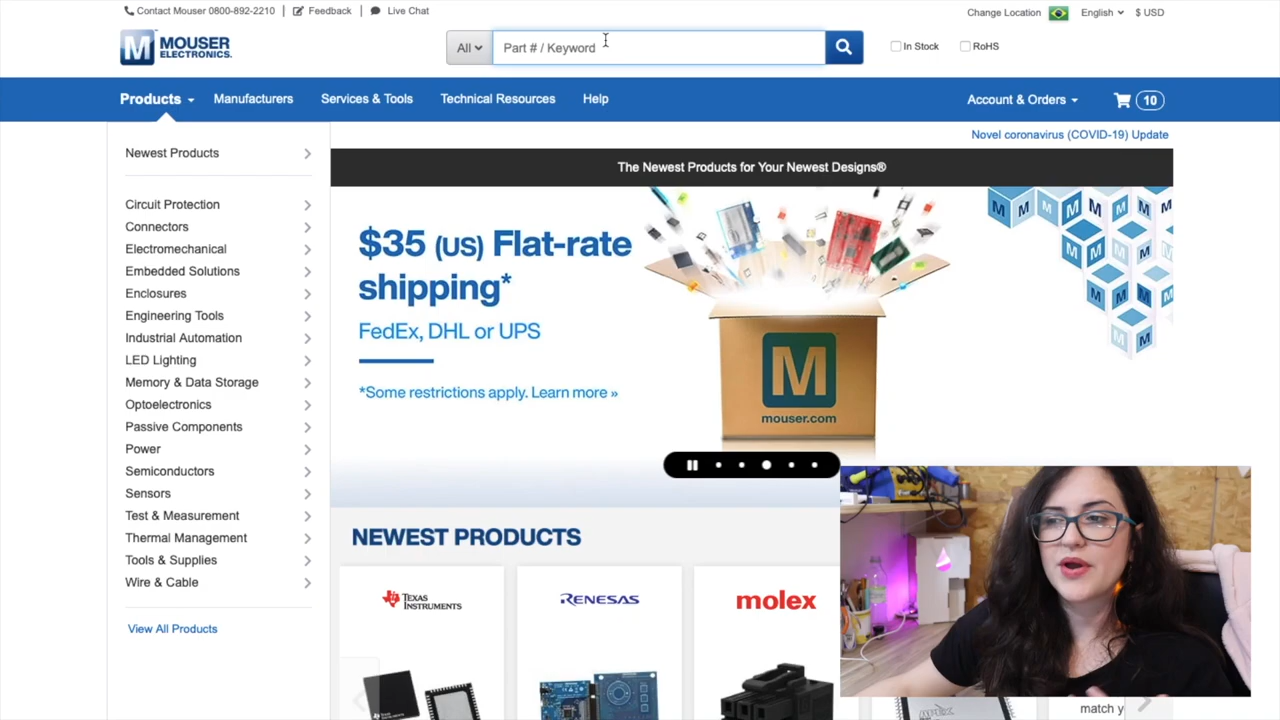 Contact Mouser 0800-892-2210 | Feedback | Live Chat
Change Location English $ USD
M MOUSER ELECTRONICS.
All Part # / Keyword
In Stock RoHS
Products Manufacturers Services & Tools Technical Resources Help Account & Orders 10
Novel coronavirus (COVID-19) Update
Newest Products
Circuit Protection
Connectors
Electromechanical
Embedded Solutions
Enclosures
Engineering Tools
Industrial Automation
LED Lighting
Memory & Data Storage
Optoelectronics
Passive Components
Power
Semiconductors
Sensors
Test & Measurement
Thermal Management
Tools & Supplies
Wire & Cable
View All Products
The Newest Products for Your Newest Designs®
$35 (US) Flat-rate
shipping*
FedEx, DHL or UPS
*Some restrictions apply. Learn more »
M
mouser.com
NEWEST PRODUCTS
TEXAS INSTRUMENTS
RENESAS
molex
APEX
match y